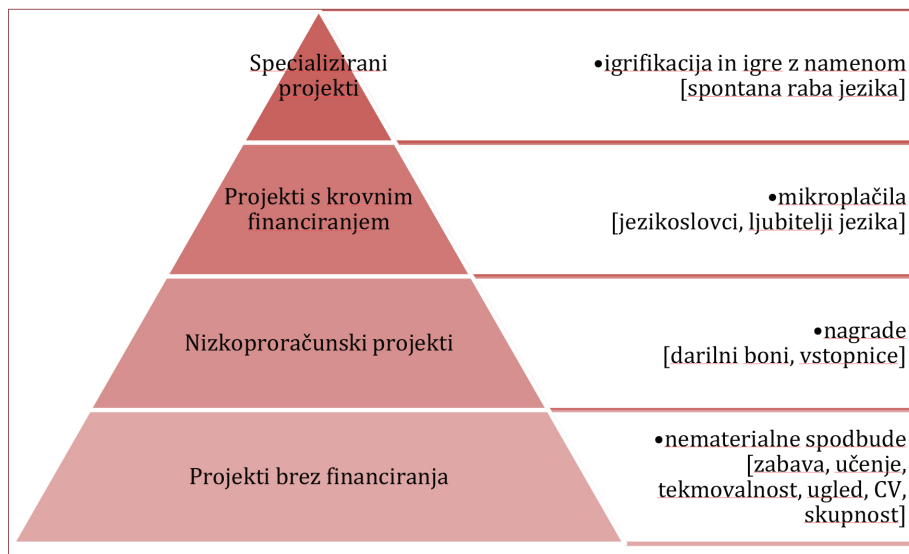 Specializirani
projekti
•igrifikacija in igre z namenom
[spontana raba jezika]
Projekti s krovnim
financiranjem
•mikroplačila
[jezikoslovci, ljubitelji jezika]
Nizkoproračunski projekti
•nagrade
[darilni boni, vstopnice]
Projekti brez financiranja
•nematerialne spodbude
[zabava, učenje,
tekmovalnost, ugled, CV,
skupnost]